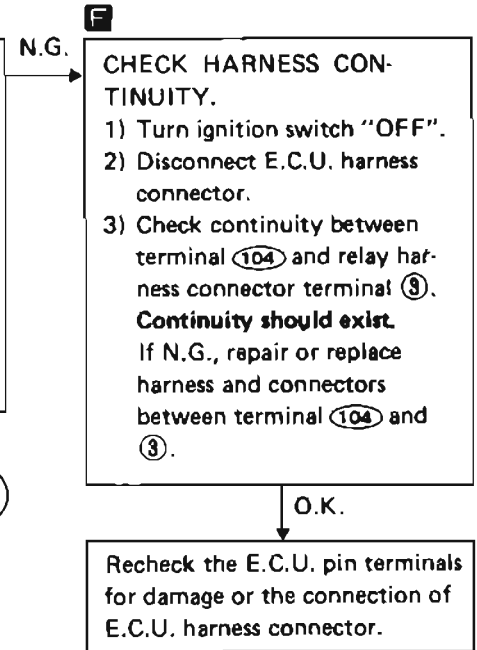 F
N.G.
CHECK HARNESS CON-
TINUITY.
1) Turn ignition switch "OFF".
2) Disconnect E.C.U. harness
connector.
3) Check continuity between
terminal (104) and relay har-
ness connector terminal ③.
Continuity should exist.
If N.G., repair or replace
harness and connectors
between terminal (104) and
③.
O.K.
Recheck the E.C.U. pin terminals
for damage or the connection of
E.C.U. harness connector.